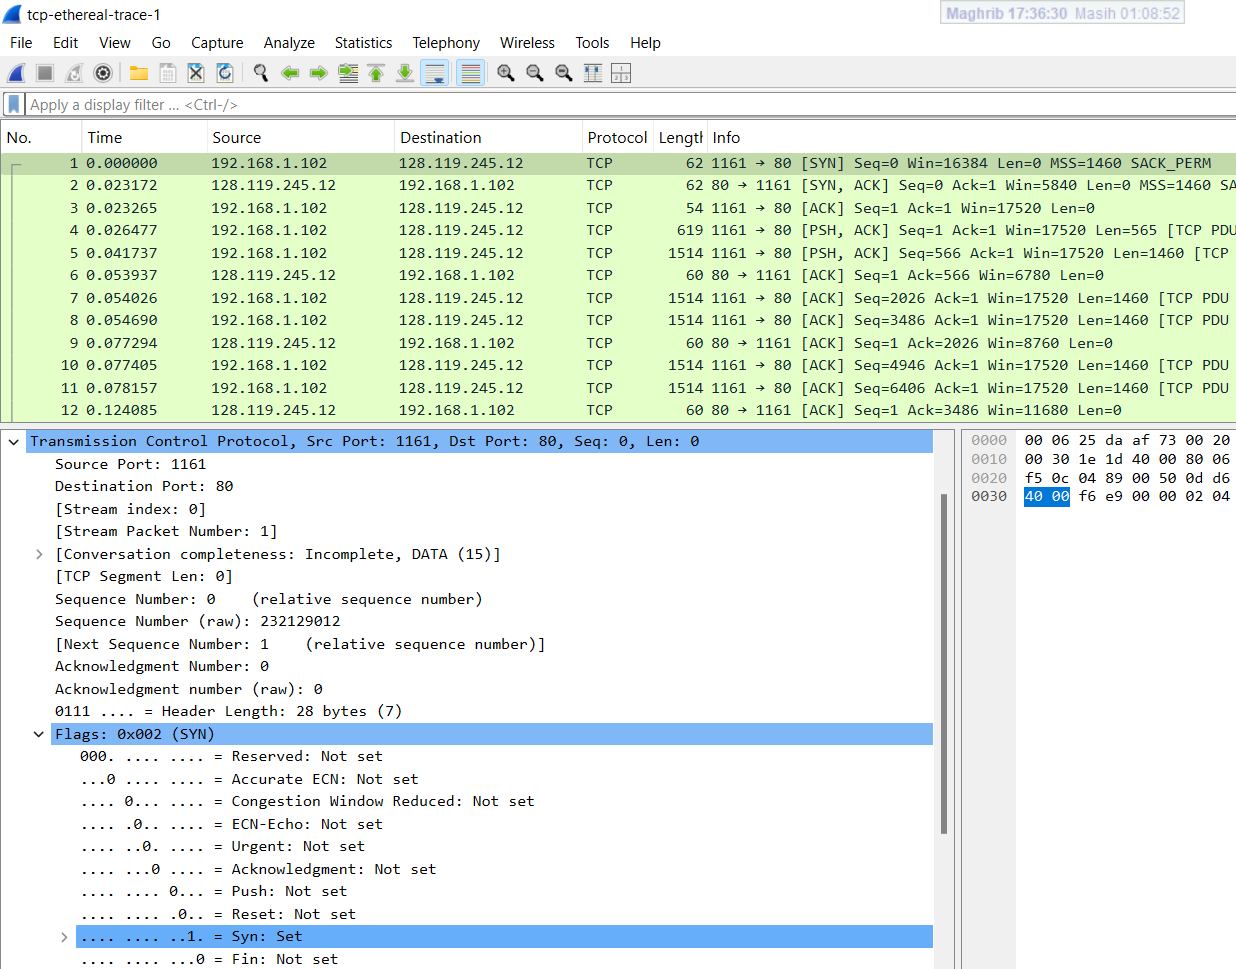 tcp-ethereal-trace-1
Maghrib 17:36:30 Masih 01:08:52
File Edit View Go Capture Analyze Statistics Telephony Wireless Tools Help
Apply a display filter … <Ctrl-/>
No. Time Source Destination Protocol Length Info
1 0.000000 192.168.1.102 128.119.245.12 TCP 62 1161 → 80 [SYN] Seq=0 Win=16384 Len=0 MSS=1460 SACK_PERM
2 0.023172 128.119.245.12 192.168.1.102 TCP 62 80 → 1161 [SYN, ACK] Seq=0 Ack=1 Win=5840 Len=0 MSS=1460 SA
3 0.023265 192.168.1.102 128.119.245.12 TCP 54 1161 → 80 [ACK] Seq=1 Ack=1 Win=17520 Len=0
4 0.026477 192.168.1.102 128.119.245.12 TCP 619 1161 → 80 [PSH, ACK] Seq=1 Ack=1 Win=17520 Len=565 [TCP PDU
5 0.041737 192.168.1.102 128.119.245.12 TCP 1514 1161 → 80 [PSH, ACK] Seq=566 Ack=1 Win=17520 Len=1460 [TCP
6 0.053937 128.119.245.12 192.168.1.102 TCP 60 80 → 1161 [ACK] Seq=1 Ack=566 Win=6780 Len=0
7 0.054026 192.168.1.102 128.119.245.12 TCP 1514 1161 → 80 [ACK] Seq=2026 Ack=1 Win=17520 Len=1460 [TCP PDU
8 0.054690 192.168.1.102 128.119.245.12 TCP 1514 1161 → 80 [ACK] Seq=3486 Ack=1 Win=17520 Len=1460 [TCP PDU
9 0.077294 128.119.245.12 192.168.1.102 TCP 60 80 → 1161 [ACK] Seq=1 Ack=2026 Win=8760 Len=0
10 0.077405 192.168.1.102 128.119.245.12 TCP 1514 1161 → 80 [ACK] Seq=4946 Ack=1 Win=17520 Len=1460 [TCP PDU
11 0.078157 192.168.1.102 128.119.245.12 TCP 1514 1161 → 80 [ACK] Seq=6406 Ack=1 Win=17520 Len=1460 [TCP PDU
12 0.124085 128.119.245.12 192.168.1.102 TCP 60 80 → 1161 [ACK] Seq=1 Ack=3486 Win=11680 Len=0
Transmission Control Protocol, Src Port: 1161, Dst Port: 80, Seq: 0, Len: 0
Source Port: 1161
Destination Port: 80
[Stream index: 0]
[Stream Packet Number: 1]
[Conversation completeness: Incomplete, DATA (15)]
[TCP Segment Len: 0]
Sequence Number: 0 (relative sequence number)
Sequence Number (raw): 232129012
[Next Sequence Number: 1 (relative sequence number)]
Acknowledgment Number: 0
Acknowledgment number (raw): 0
0111 .... = Header Length: 28 bytes (7)
Flags: 0x002 (SYN)
000. .... .... = Reserved: Not set
...0 .... .... = Accurate ECN: Not set
.... 0... .... = Congestion Window Reduced: Not set
.... .0.. .... = ECN-Echo: Not set
.... ..0. .... = Urgent: Not set
.... ...0 .... = Acknowledgment: Not set
.... .... 0... = Push: Not set
.... .... .0.. = Reset: Not set
.... .... ..1. = Syn: Set
.... .... ...0 = Fin: Not set
0000 00 06 25 da af 73 00 20
0010 00 30 1e 1d 40 00 80 06
0020 f5 0c 04 89 00 50 0d d6
0030 40 00 f6 e9 00 00 02 04